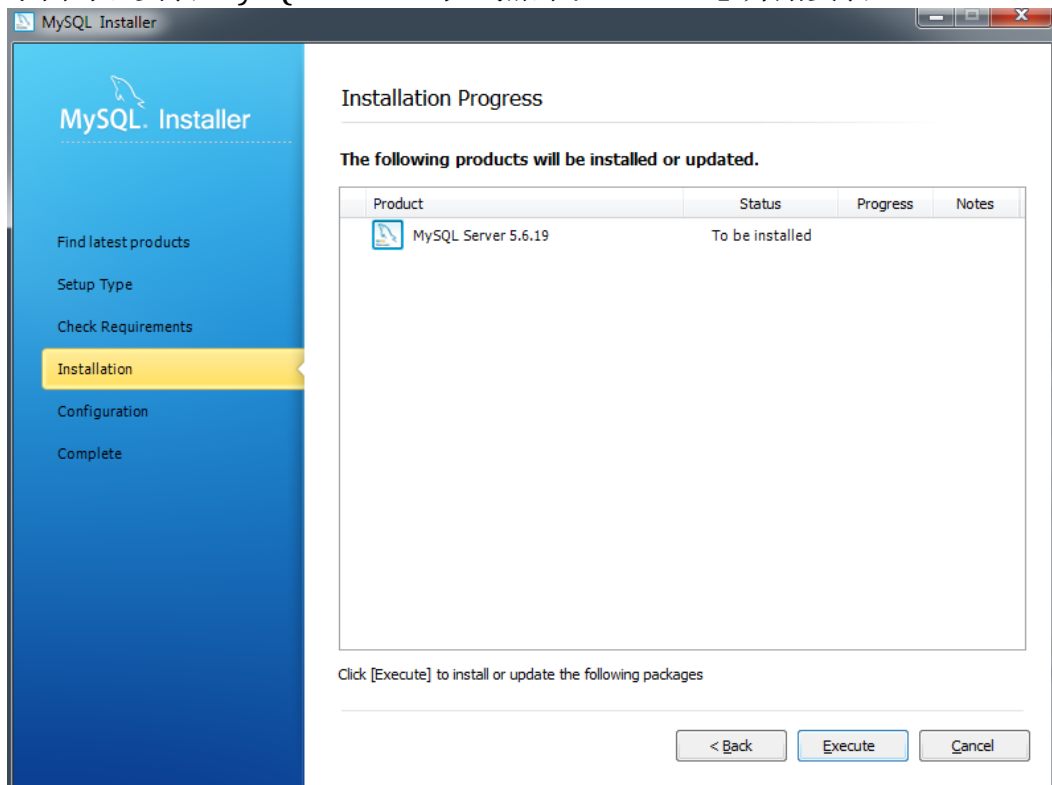 MySQL Installer
MySQL. Installer
Installation Progress
The following products will be installed or updated.
Product Status Progress Notes
MySQL Server 5.6.19 To be installed
Find latest products
Setup Type
Check Requirements
Installation
Configuration
Complete
Click [Execute] to install or update the following packages
< Back Execute Cancel